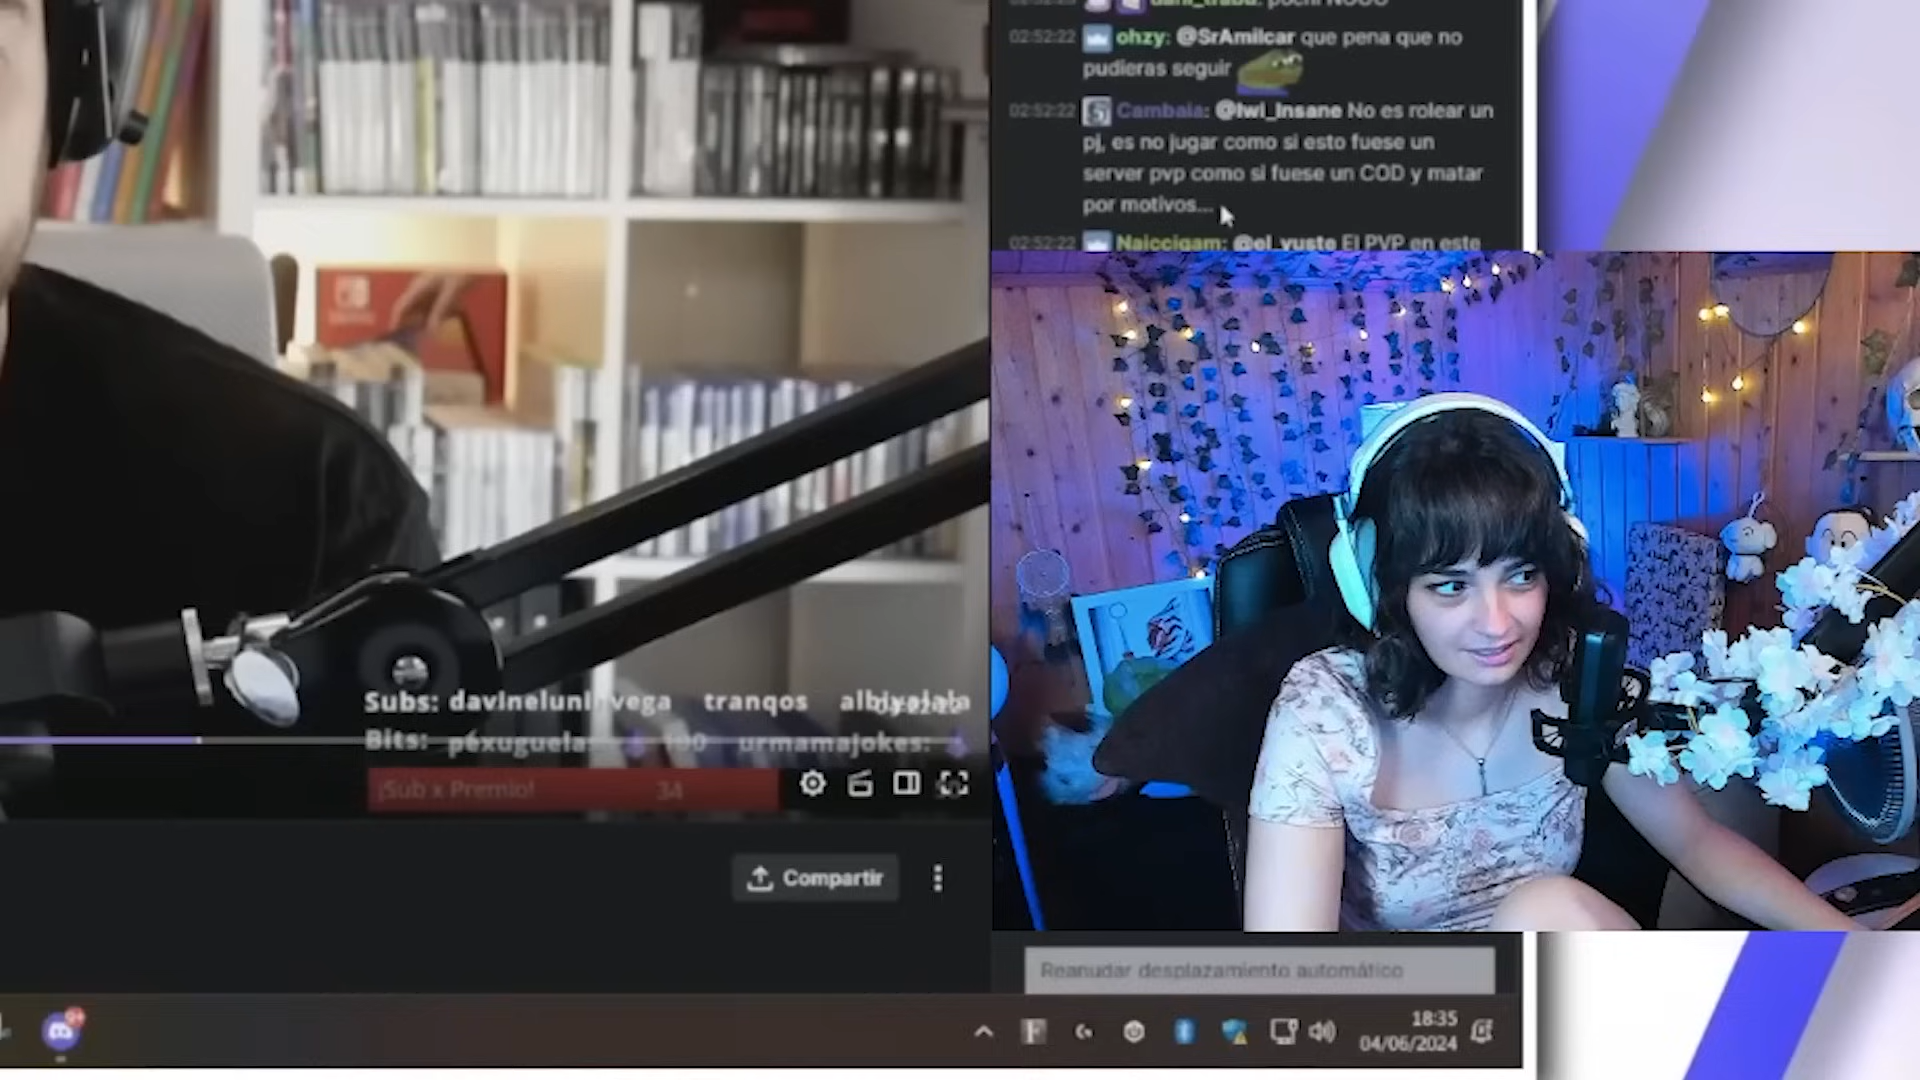 ohzy: @SrAmilcar que pena que no
02:52:22
pudieras seguir
02:52:22
Cambaia: @Iwi_Insane No es rolear un
pj, es no jugar como si esto fuese un
server pvp como si fuese un COD y matar
por motivos...
02:52:22
Naiccigam: @el_yuste El PVP en este
Subs: davineluni vega tranqos
Bits: pexuguela: urmamajokes:
¡Sub x Premio! 34
Compartir
Reanudar desplazamiento automático
18:35
04/06/2024